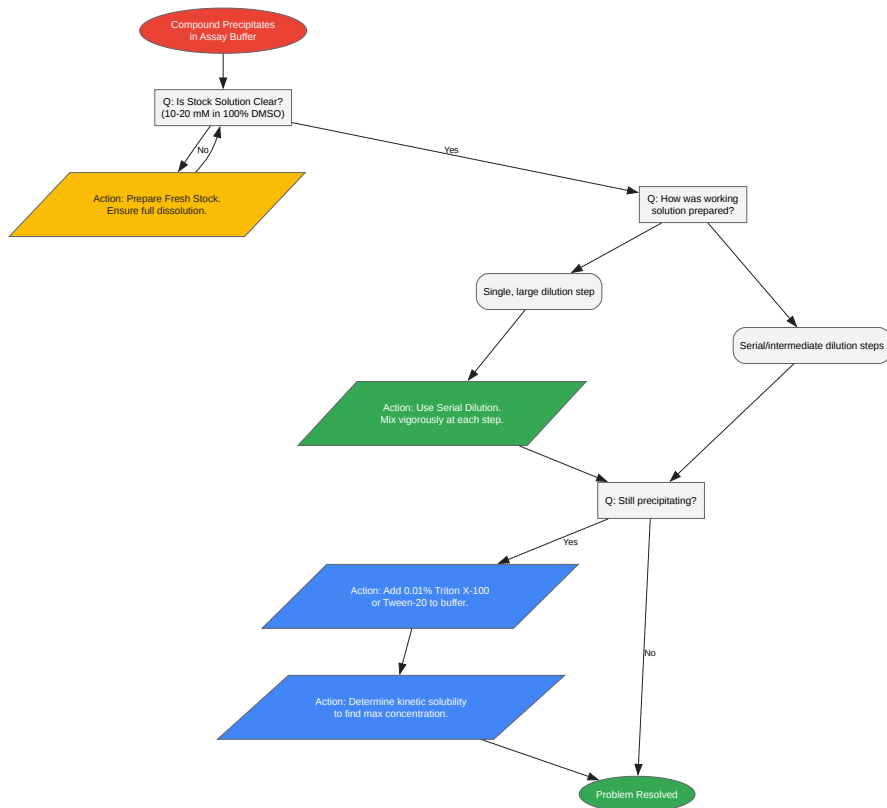 Compound Precipitates
in Assay Buffer
Q: Is Stock Solution Clear?
(10-20 mM in 100% DMSO)
No
Yes
Action: Prepare Fresh Stock.
Ensure full dissolution.
Q: How was working
solution prepared?
Single, large dilution step
Serial/intermediate dilution steps
Action: Use Serial Dilution.
Mix vigorously at each step.
Q: Still precipitating?
Yes
Action: Add 0.01% Triton X-100
or Tween-20 to buffer.
No
Action: Determine kinetic solubility
to find max concentration.
Problem Resolved